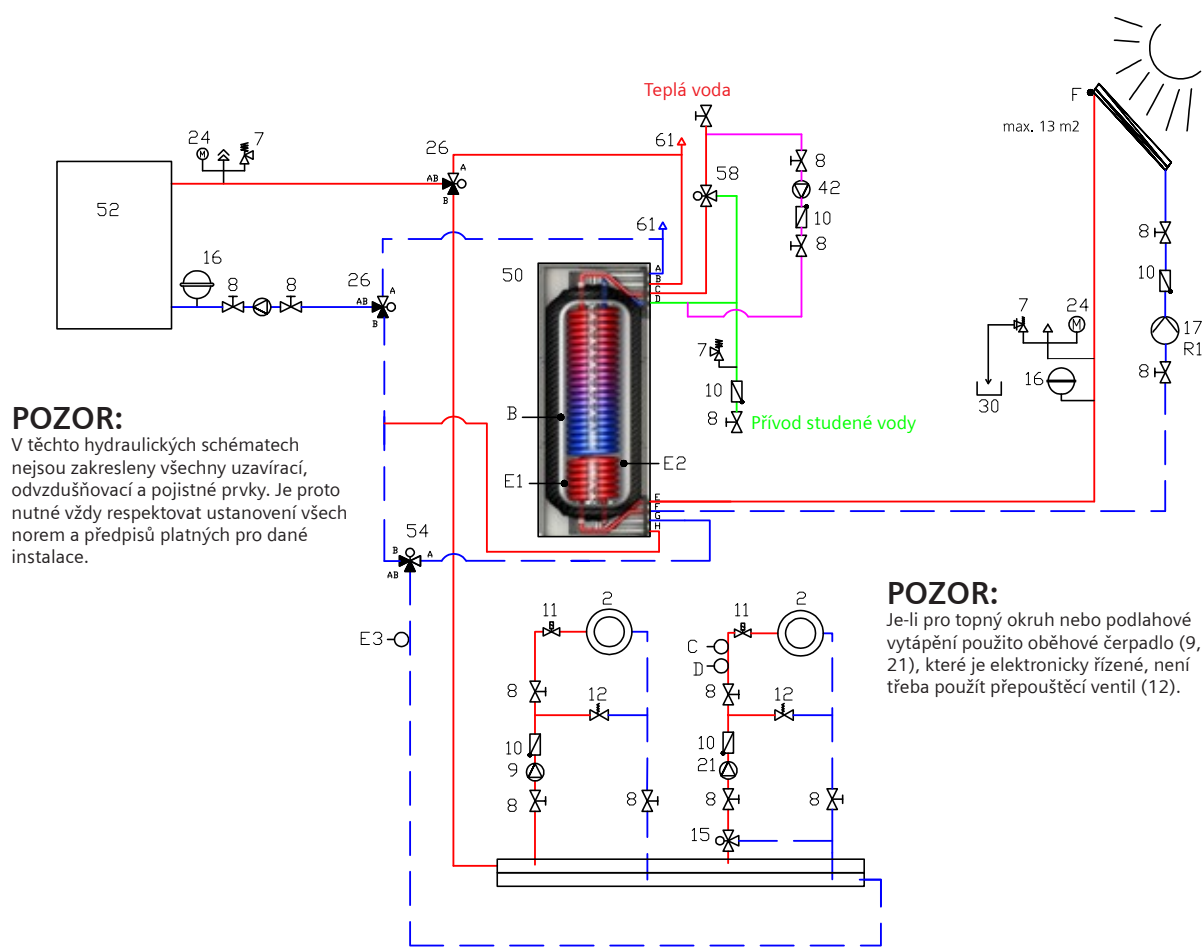 Teplá voda
F
max. 13 m2
24
7
26
61
8
58
42
AB
A
B
M
52
10
8
61
8
50
16
8
8
26
A
B
C
D
10
AB
A
B
7
24
M
17
R1
7
16
8
30
10
8
Přívod studené vody
POZOR:
V těchto hydraulických schématech
nejsou zakresleny všechny uzavírací,
odvzdušňovací a pojistné prvky. Je proto
nutné vždy respektovat ustanovení všech
norem a předpisů platných pro dané
instalace.
B
E2
E1
E
F
G
H
54
B
A
AB
E3
POZOR:
Je-li pro topný okruh nebo podlahové
vytápění použito oběhové čerpadlo (9,
21), které je elektronicky řízené, není
třeba použít přepouštěcí ventil (12).
11
2
11
2
C
D
8
12
8
12
10
10
9
21
8
8
8
8
15